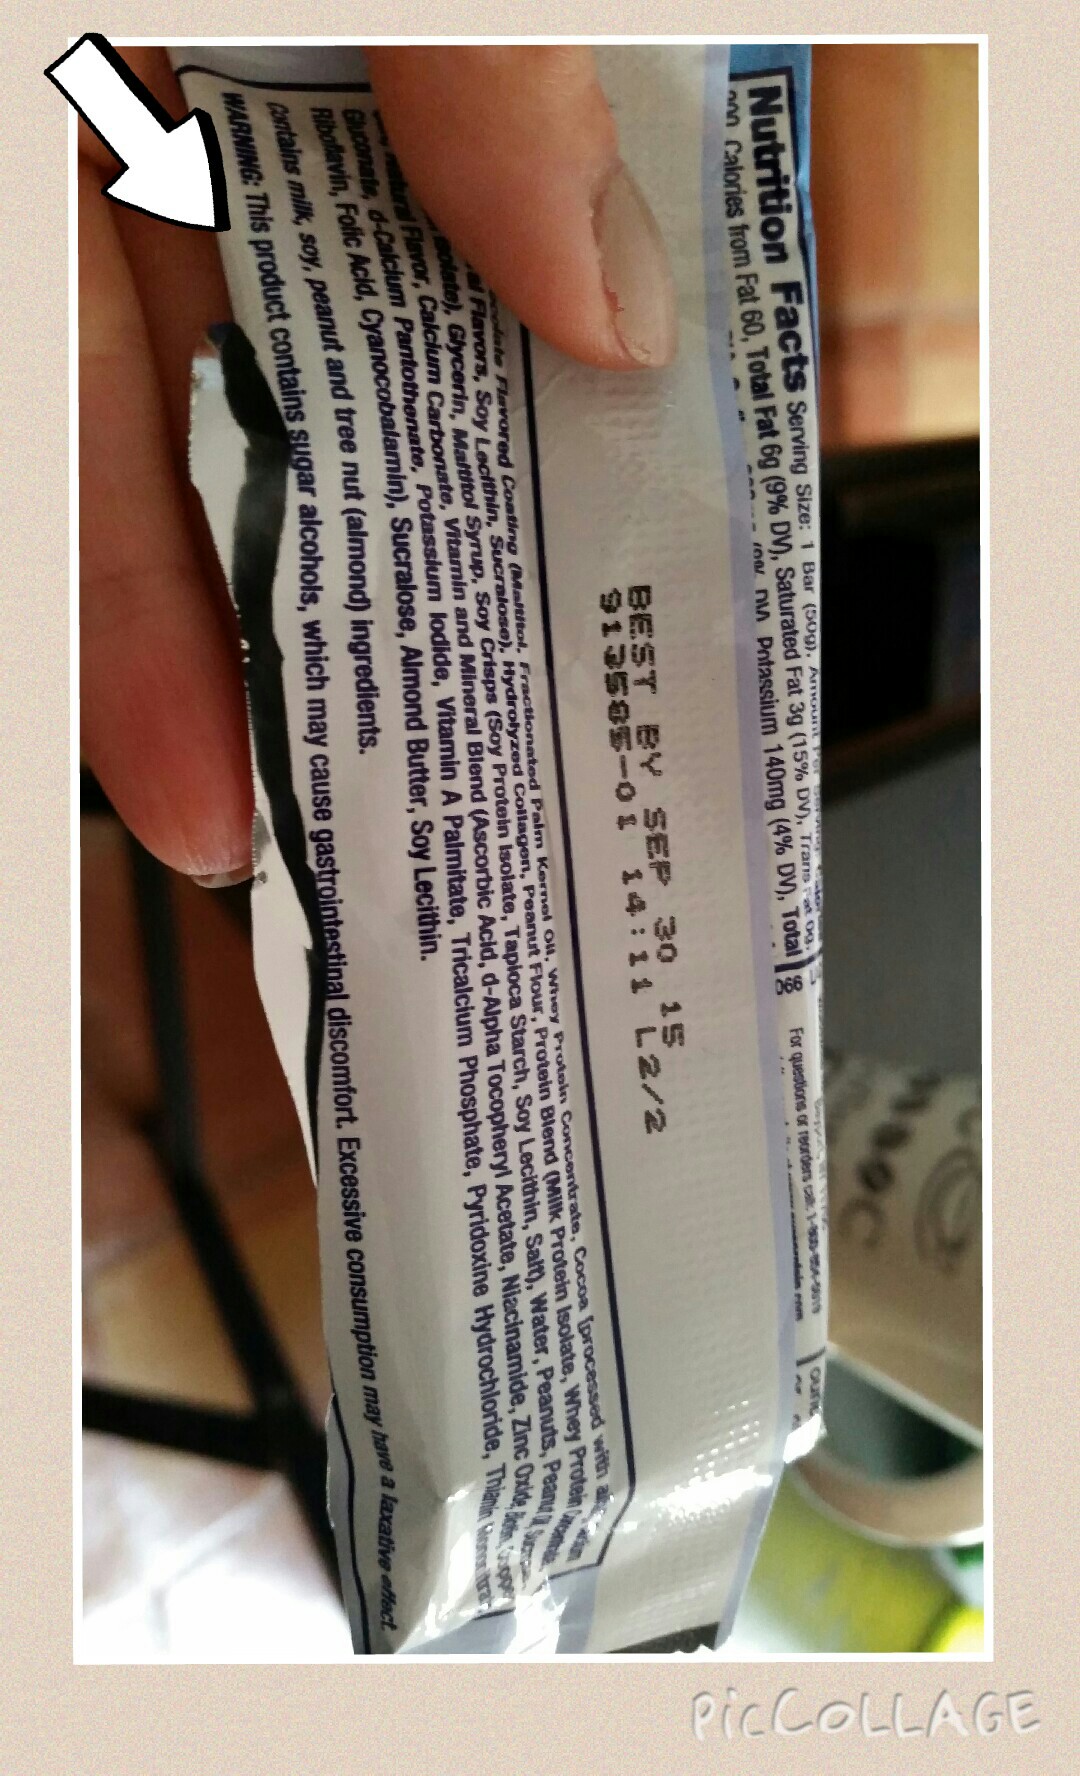 Nutrition Facts Serving Size: 1 Bar (50g), Amount Per Serving:
Calories from Fat 60, Total Fat 6g (9% DV), Saturated Fat 3g (15% DV), Trans Fat 0g,
Potassium 140mg (4% DV), Total
For questions or reorders call: 1-800-
BEST BY SEP 30 15
91358S-01 14:11 L2/2
Flavored Coating (Maltitol, Fractionated Palm Kernel Oil, Whey Protein Concentrate, Cocoa [processed with
Flavors, Soy Lecithin, Sucralose), Hydrolyzed Collagen, Peanut Flour, Protein Blend (Milk Protein Isolate, Whey Protein
Glycerin, Maltitol Syrup, Soy Crisps (Soy Protein Isolate, Tapioca Starch, Soy Lecithin, Salt), Water, Peanuts, Peanut
Natural Flavor, Calcium Carbonate, Vitamin and Mineral Blend (Ascorbic Acid, d-Alpha Tocopheryl Acetate, Niacinamide, Zinc Oxide,
Gluconate, d-Calcium Pantothenate, Potassium Iodide, Vitamin A Palmitate, Tricalcium Phosphate, Pyridoxine Hydrochloride, Thiamin
Riboflavin, Folic Acid, Cyanocobalamin), Sucralose, Almond Butter, Soy Lecithin.
Contains milk, soy, peanut and tree nut (almond) ingredients.
WARNING: This product contains sugar alcohols, which may cause gastrointestinal discomfort. Excessive consumption may have a laxative effect.
PicCOLLAGE